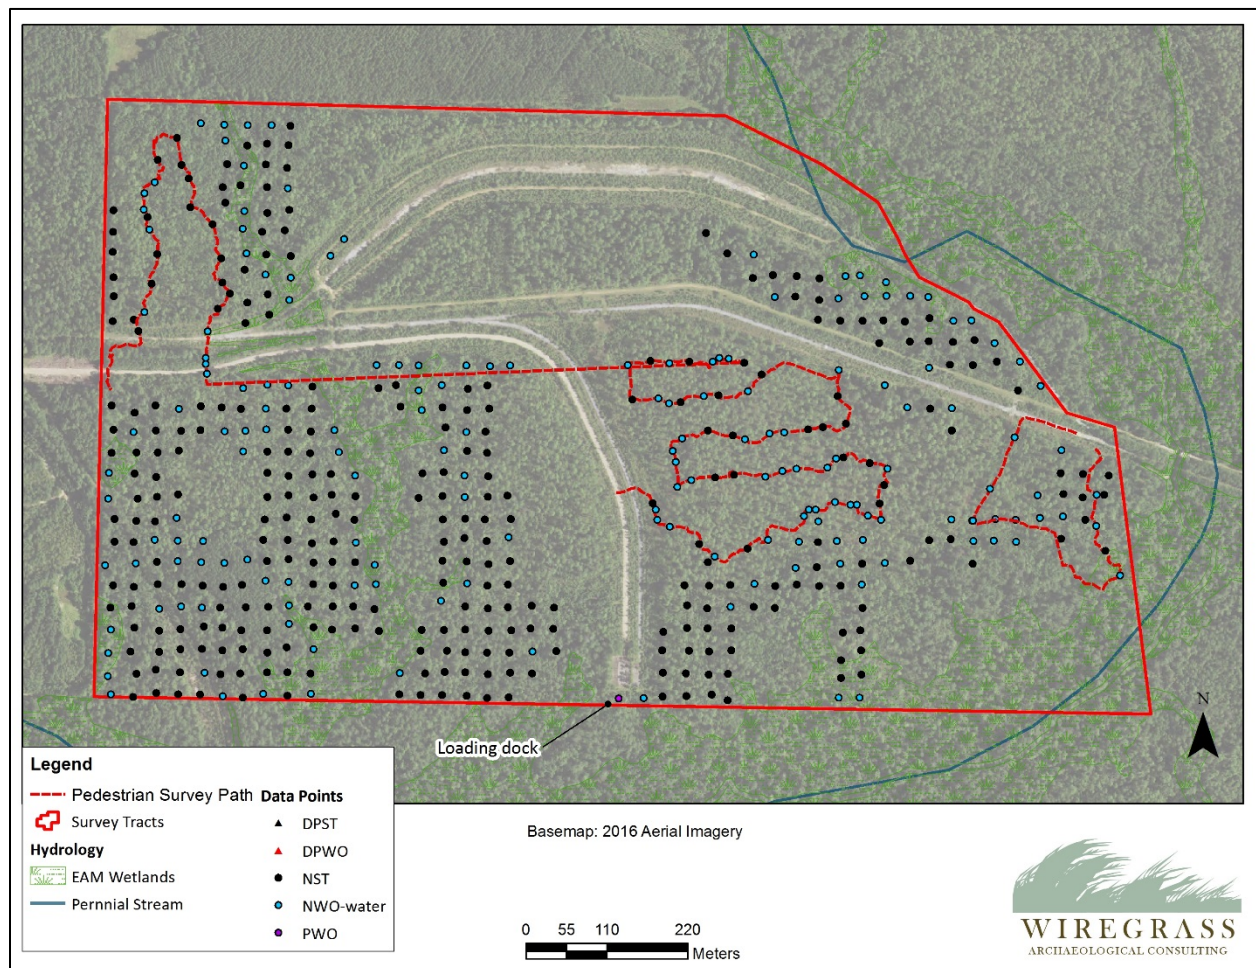 N
Loading dock
Legend
Pedestrian Survey Path
Survey Tracts
Hydrology
EAM Wetlands
Pernnial Stream
Data Points
DPST
DPWO
NST
NWO-water
PWO
Basemap: 2016 Aerial Imagery
0 55 110 220
Meters
WIREGRASS
ARCHAEOLOGICAL CONSULTING